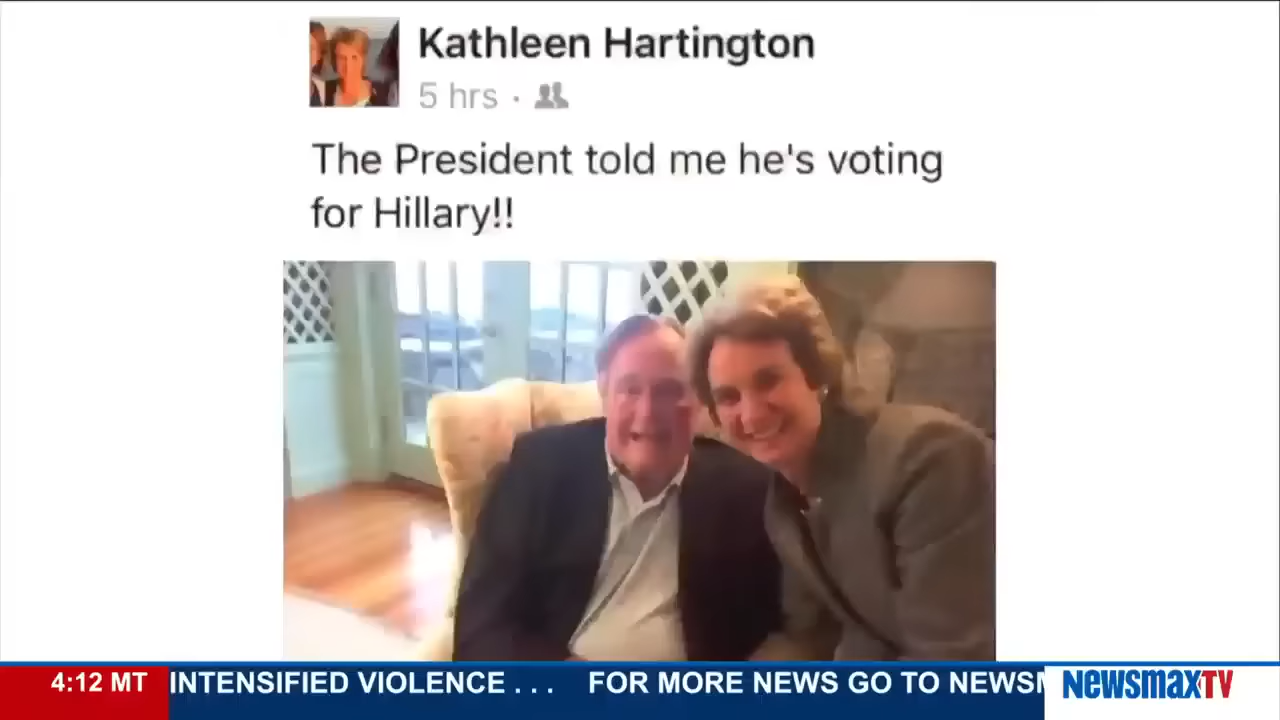 Kathleen Hartington
5 hrs ·
The President told me he's voting
for Hillary!!
4:12 MT INTENSIFIED VIOLENCE . . . FOR MORE NEWS GO TO NEWSM NEWSMAXTV